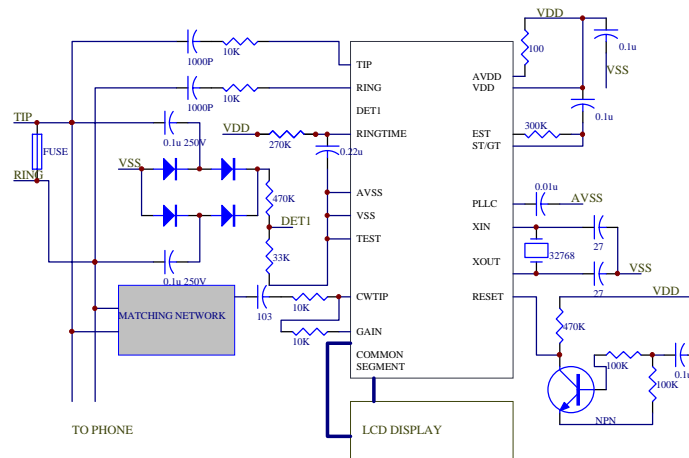 VDD
1000P
10K
100
0.1u
VSS
TIP
RING
DET1
RINGTIME
AVSS
VSS
TEST
CWTIP
GAIN
COMMON
SEGMENT
AVDD
VDD
EST
ST/GT
PLLC
XIN
XOUT
RESET
1000P
10K
0.1u
300K
TIP
FUSE
RING
0.1u 250V
VDD
270K
0.22u
VSS
470K
DET1
33K
0.1u 250V
0.01u
AVSS
32768
27
VSS
27
VDD
MATCHING NETWORK
103
10K
10K
470K
100K
0.1u
100K
NPN
TO PHONE
LCD DISPLAY